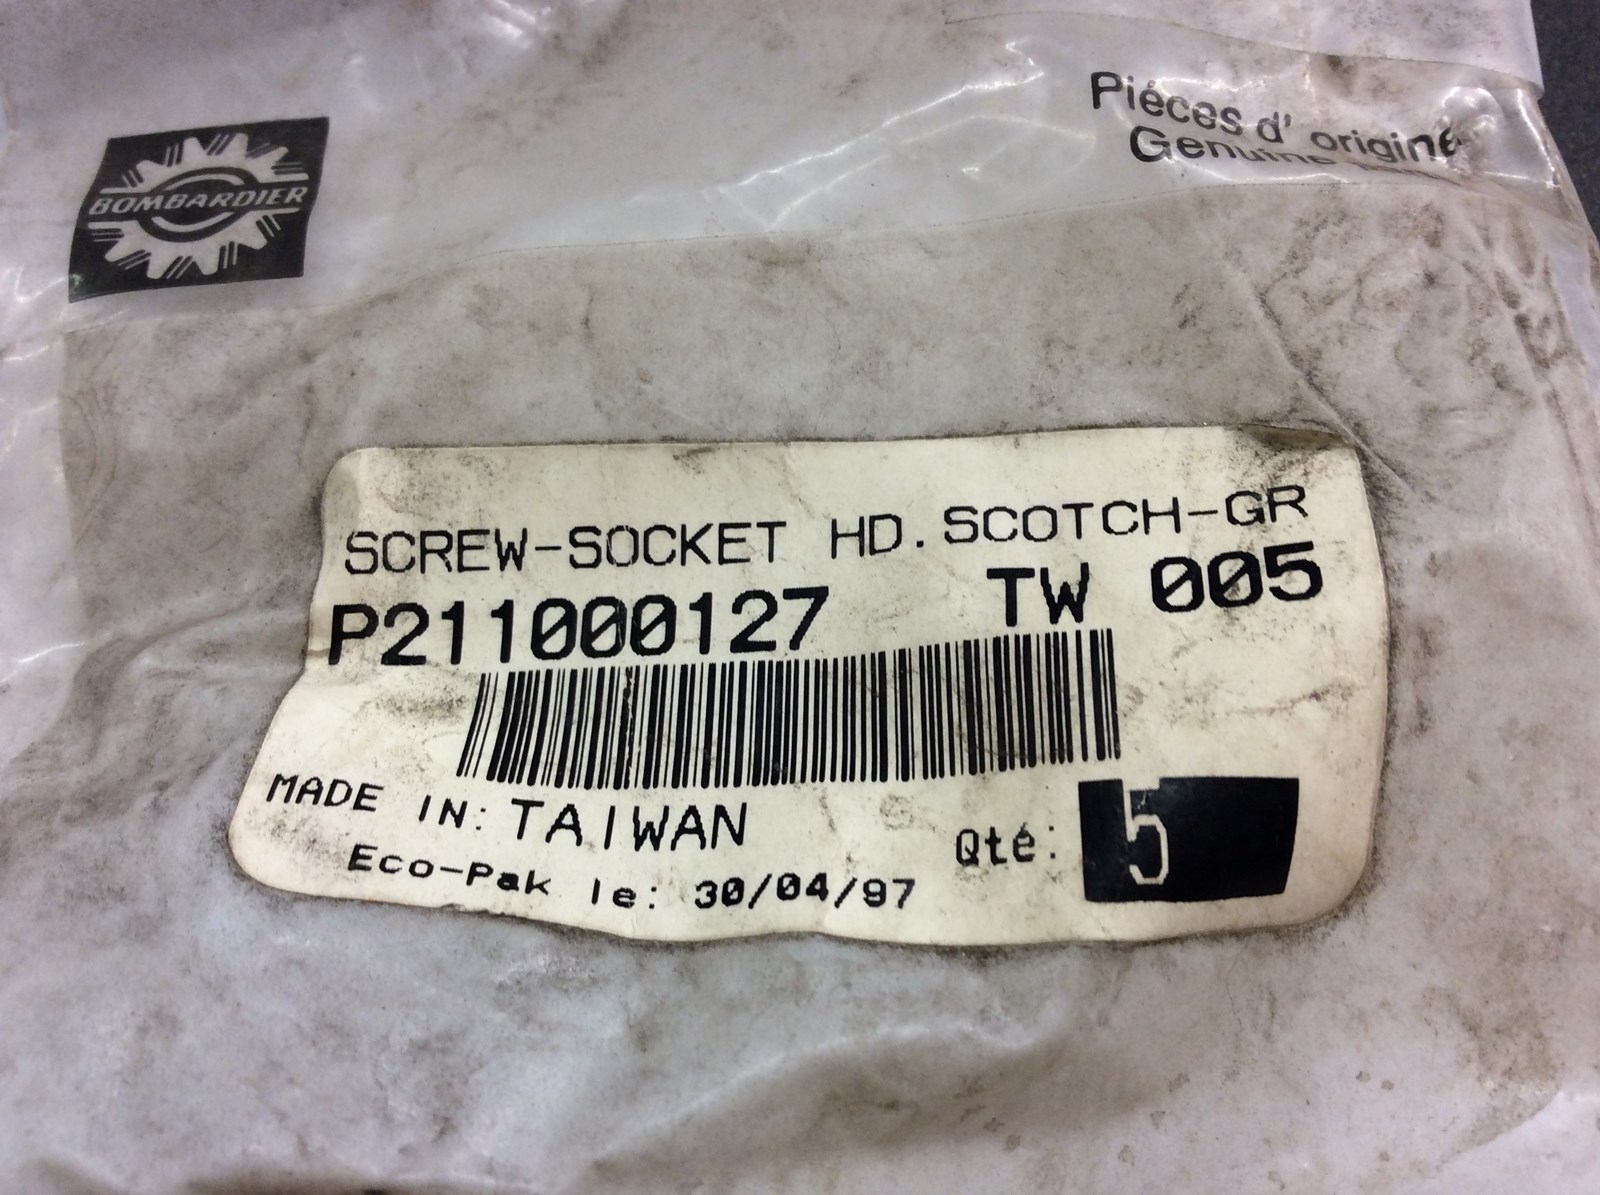 BOMBARDIER
Piéces d' origine
Genuine
SCREW-SOCKET HD.SCOTCH-GR
P211000127 TW 005
MADE IN: TAIWAN
Qté: 5
Eco-Pak le: 30/04/97